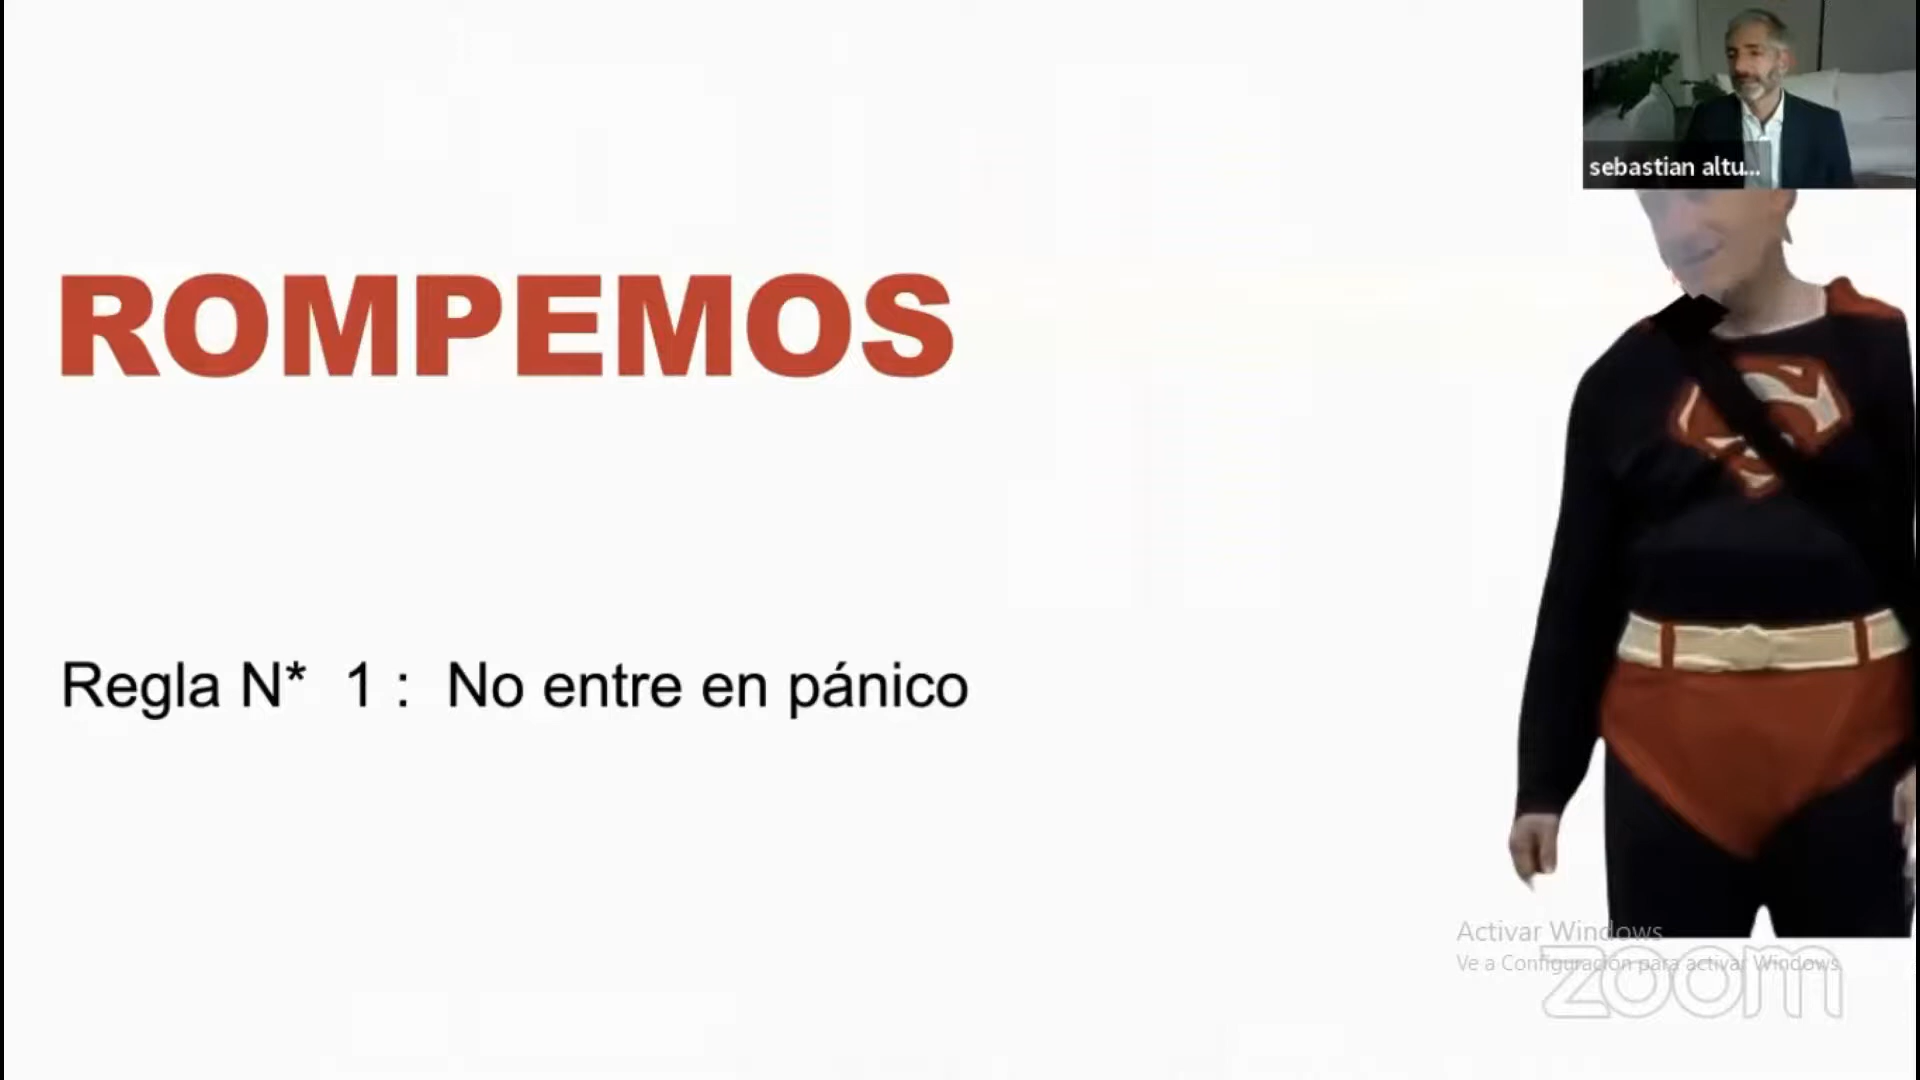 sebastian altu...
ROMPEMOS
Regla N* 1 : No entre en pánico
Activar Windows
Ve a Configuración para activar Windows.
zoom